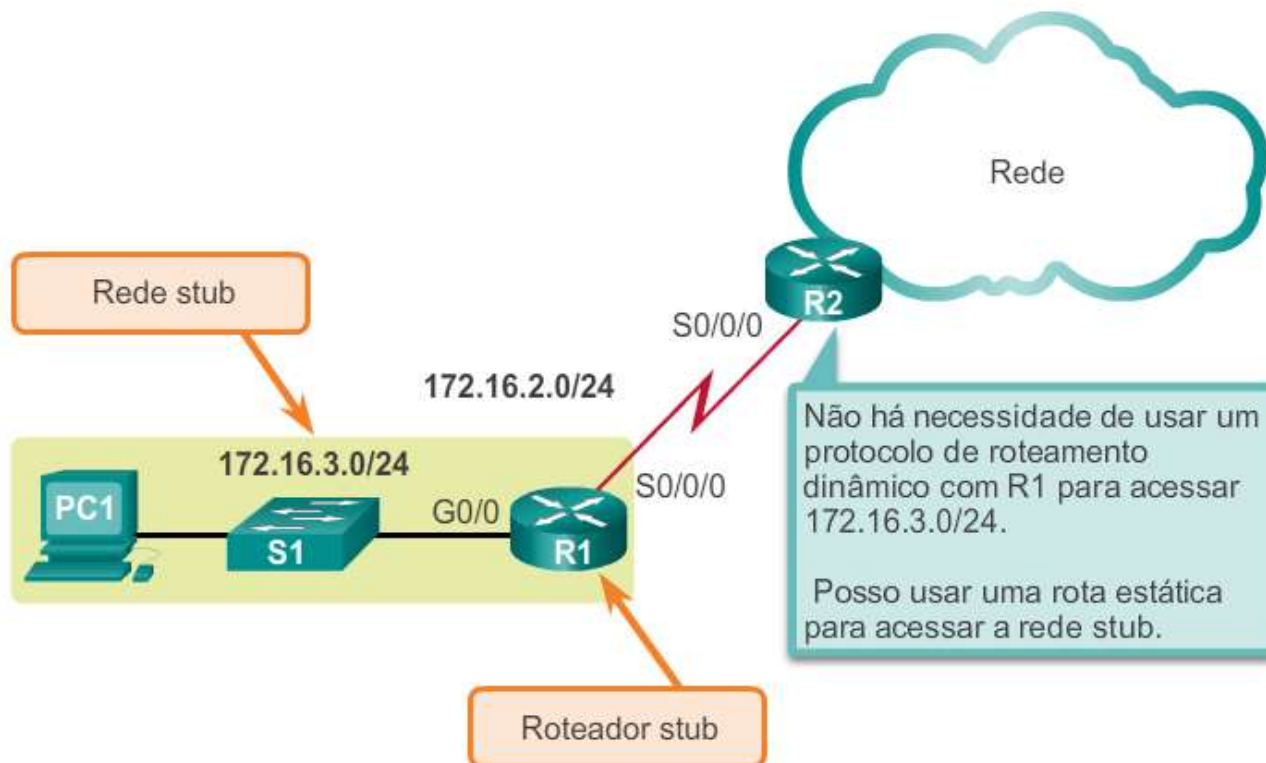 Rede
Rede stub
R2
S0/0/0
172.16.2.0/24
Não há necessidade de usar um
protocolo de roteamento
dinâmico com R1 para acessar
172.16.3.0/24.
Posso usar uma rota estática
para acessar a rede stub.
172.16.3.0/24
S0/0/0
PC1
G0/0
S1
R1
Roteador stub